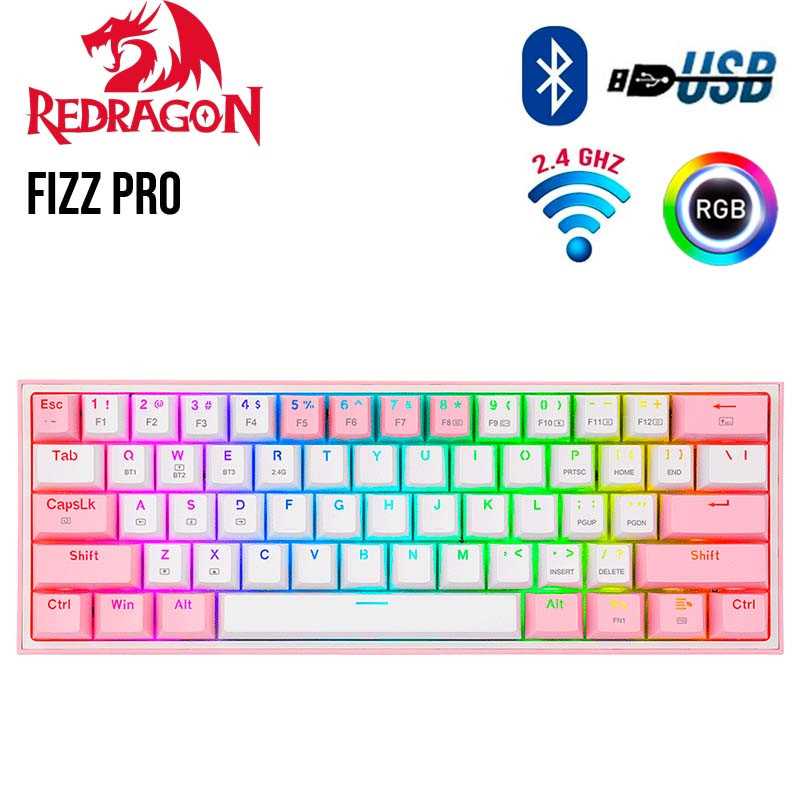 REDRAGON
FIZZ PRO
USB
2.4 GHZ
RGB
Esc 1 ! 2 @ 3 # 4 $ 5 % 6 ^ 7 & 8 * 9 ( 0 ) - _ = +
` ~ F1 F2 F3 F4 F5 F6 F7 F8 F9 F10 F11 F12
Tab Q W E R T Y U I O P [ { ] } \ |
BT1 BT2 BT3 2.4G PRTSC HOME END
CapsLk A S D F G H J K L ; : ' "
PGUP PGDN
Shift Z X C V B N M , < . > / ? Shift
INSERT DELETE
Ctrl Win Alt Alt Ctrl
FN1